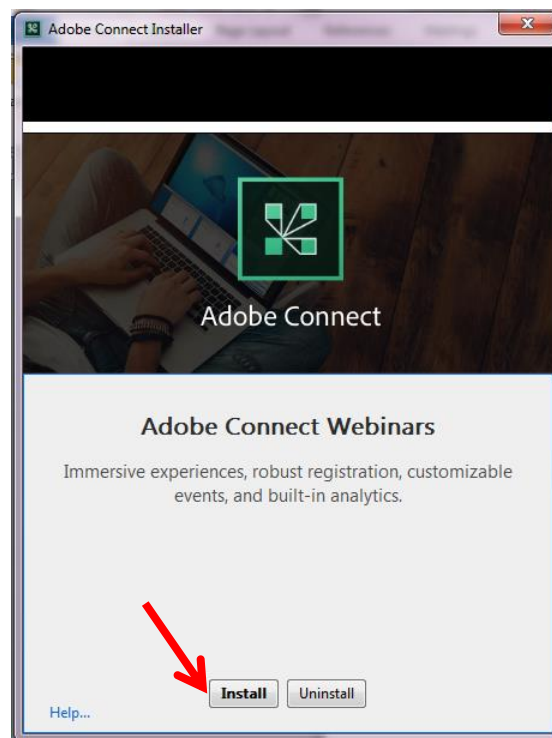 Adobe Connect Installer
Adobe Connect
Adobe Connect Webinars
Immersive experiences, robust registration, customizable
events, and built-in analytics.
Install Uninstall
Help...